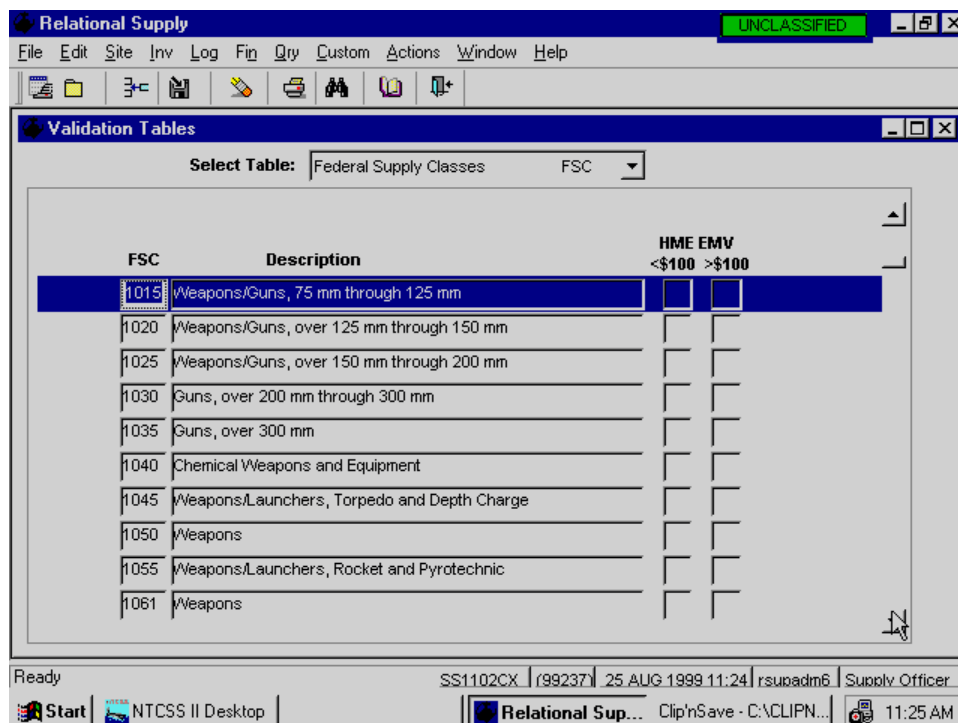 Relational Supply UNCLASSIFIED
File Edit Site Inv Log Fin Qry Custom Actions Window Help
Validation Tables
Select Table: Federal Supply Classes FSC
HME EMV
FSC Description <$100 >$100
1015 Weapons/Guns, 75 mm through 125 mm
1020 Weapons/Guns, over 125 mm through 150 mm
1025 Weapons/Guns, over 150 mm through 200 mm
1030 Guns, over 200 mm through 300 mm
1035 Guns, over 300 mm
1040 Chemical Weapons and Equipment
1045 Weapons/Launchers, Torpedo and Depth Charge
1050 Weapons
1055 Weapons/Launchers, Rocket and Pyrotechnic
1061 Weapons
Ready SS1102CX (99237) 25 AUG 1999 11:24 rsupadm6 Supply Officer
Start NTCSS II Desktop Relational Sup... Clip'nSave - C:\CLIPN... 11:25 AM